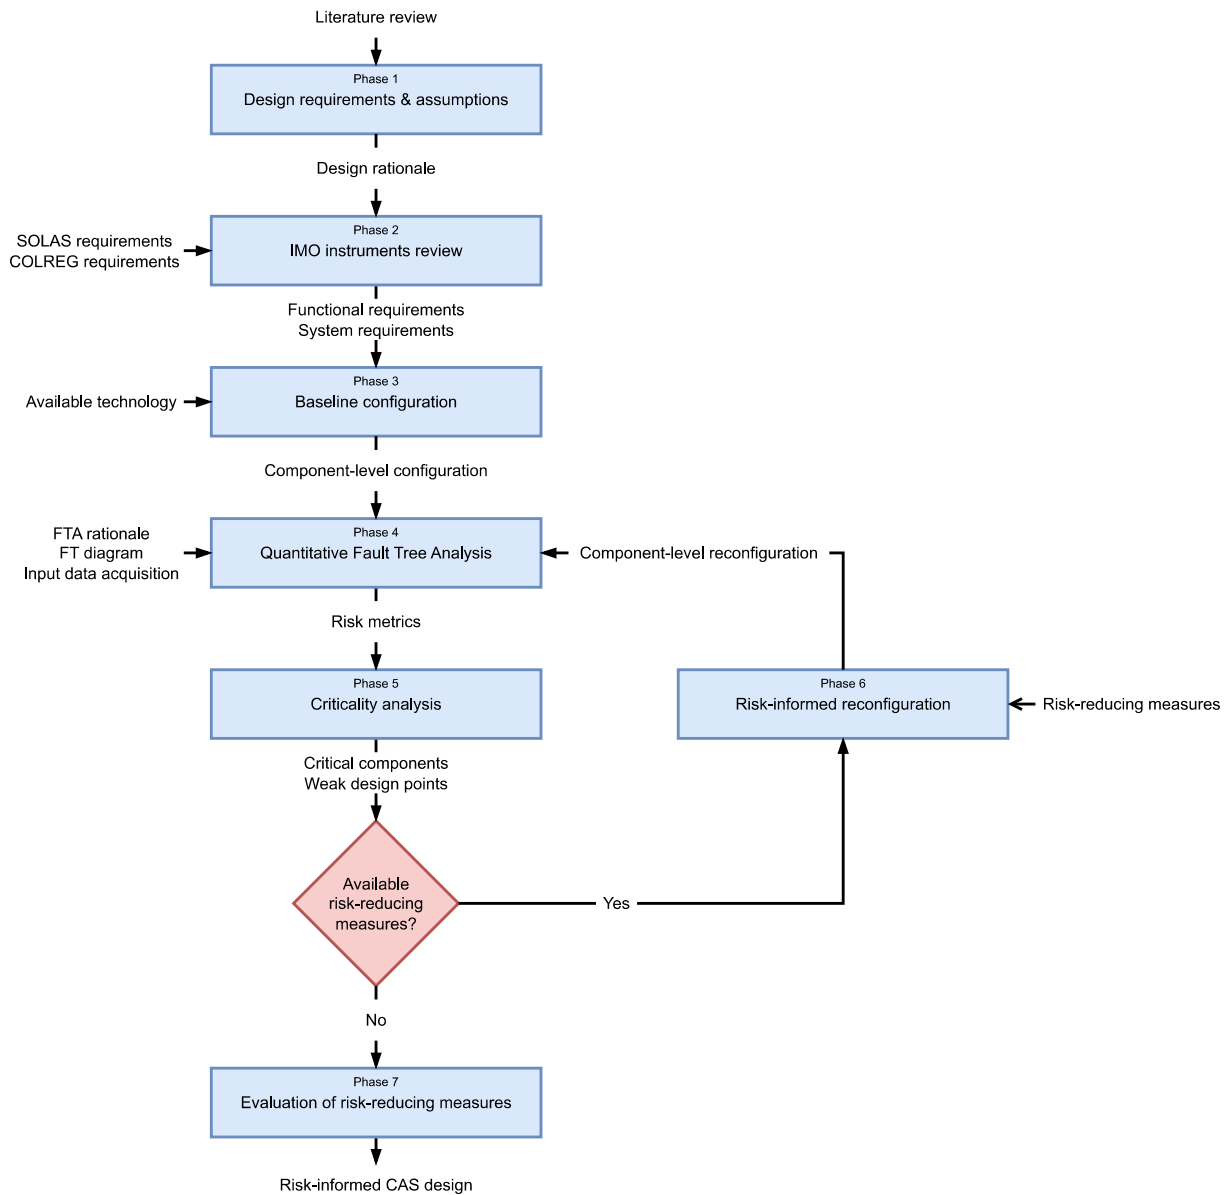 Literature review
Phase 1
Design requirements & assumptions
Design rationale
SOLAS requirements
COLREG requirements
Phase 2
IMO instruments review
Functional requirements
System requirements
Available technology
Phase 3
Baseline configuration
Component-level configuration
FTA rationale
FT diagram
Input data acquisition
Phase 4
Quantitative Fault Tree Analysis
Component-level reconfiguration
Risk metrics
Phase 5
Criticality analysis
Phase 6
Risk-informed reconfiguration
Risk-reducing measures
Critical components
Weak design points
Available
risk-reducing
measures?
Yes
No
Phase 7
Evaluation of risk-reducing measures
Risk-informed CAS design